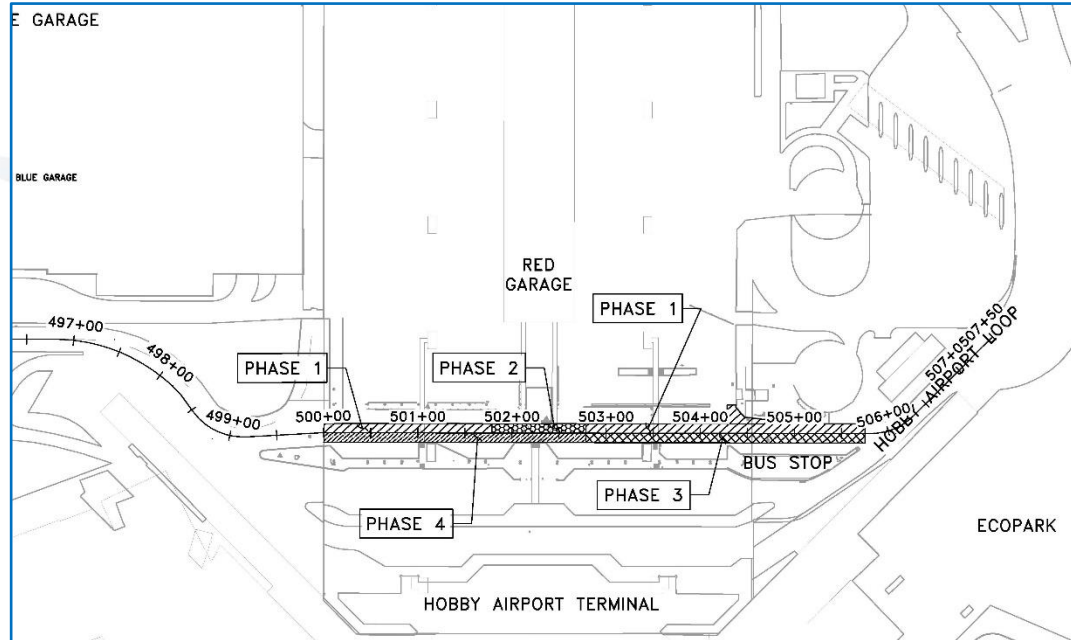 E GARAGE
BLUE GARAGE
RED
GARAGE
PHASE 1
497+00
498+00
PHASE 1
PHASE 2
499+00
500+00
501+00
502+00
503+00
504+00
505+00
506+00
507+0507+50
HOBBY AIRPORT LOOP
BUS STOP
PHASE 3
PHASE 4
ECOPARK
HOBBY AIRPORT TERMINAL